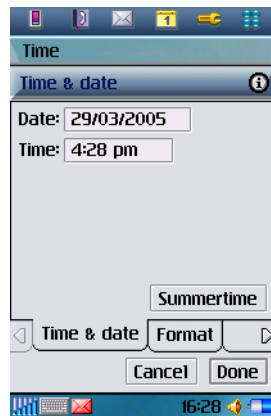 1
Time
Time & date
Date: 29/03/2005
Time: 4:28 pm
Summertime
Time & date Format
Cancel Done
16:28